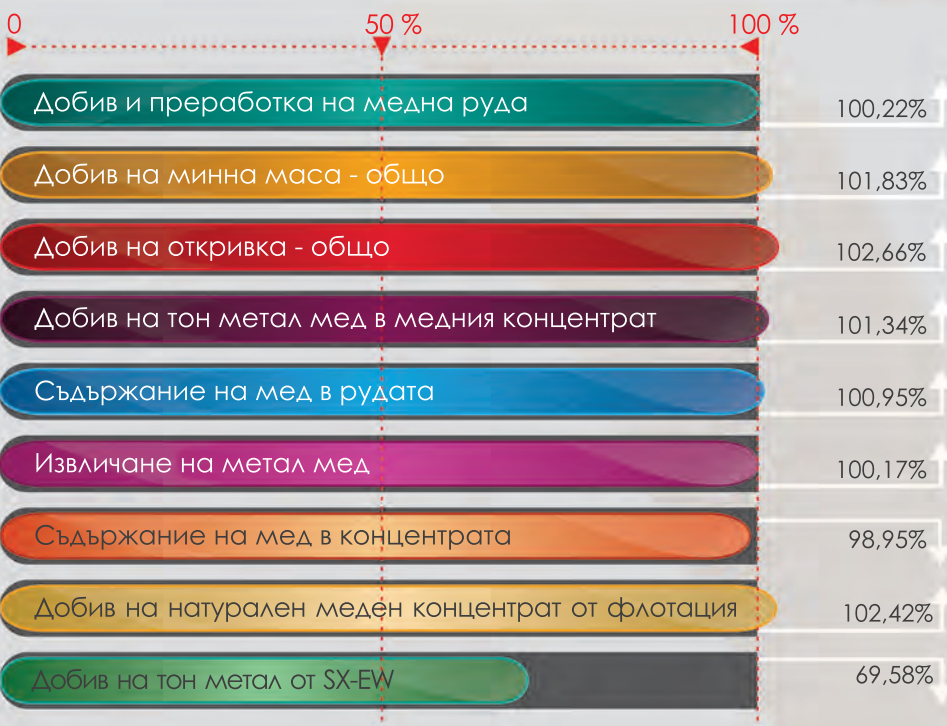 0 50 % 100 %
Добив и преработка на медна руда 100,22%
Добив на минна маса - общо 101,83%
Добив на откривка - общо 102,66%
Добив на тон метал мед в медния концентрат 101,34%
Съдържание на мед в рудата 100,95%
Извличане на метал мед 100,17%
Съдържание на мед в концентрата 98,95%
Добив на натурален меден концентрат от флотация 102,42%
Добив на тон метал от SX-EW 69,58%